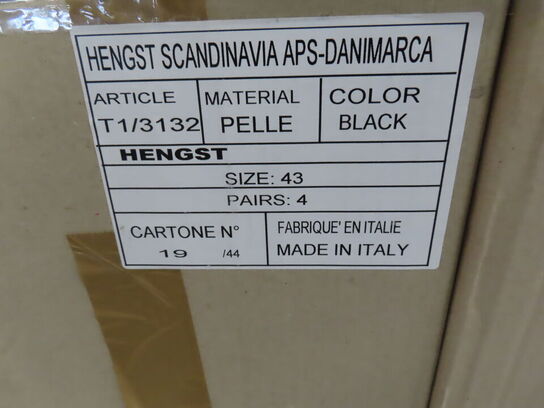 HENGST SCANDINAVIA APS-DANIMARCA
ARTICLE MATERIAL COLOR
T1/3132 PELLE BLACK
HENGST
SIZE: 43
PAIRS: 4
CARTONE N° FABRIQUE' EN ITALIE
19 /44 MADE IN ITALY